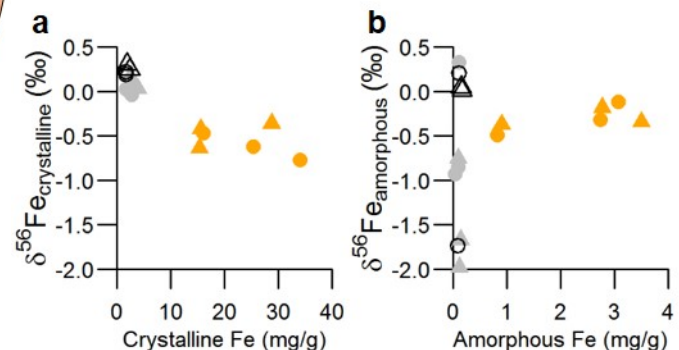 a
b
δ56Fecrystalline (‰)
0.5
0.0
-0.5
-1.0
-1.5
-2.0
0 10 20 30 40
Crystalline Fe (mg/g)
δ56Feamorphous (‰)
0.5
0.0
-0.5
-1.0
-1.5
-2.0
0 1 2 3 4
Amorphous Fe (mg/g)